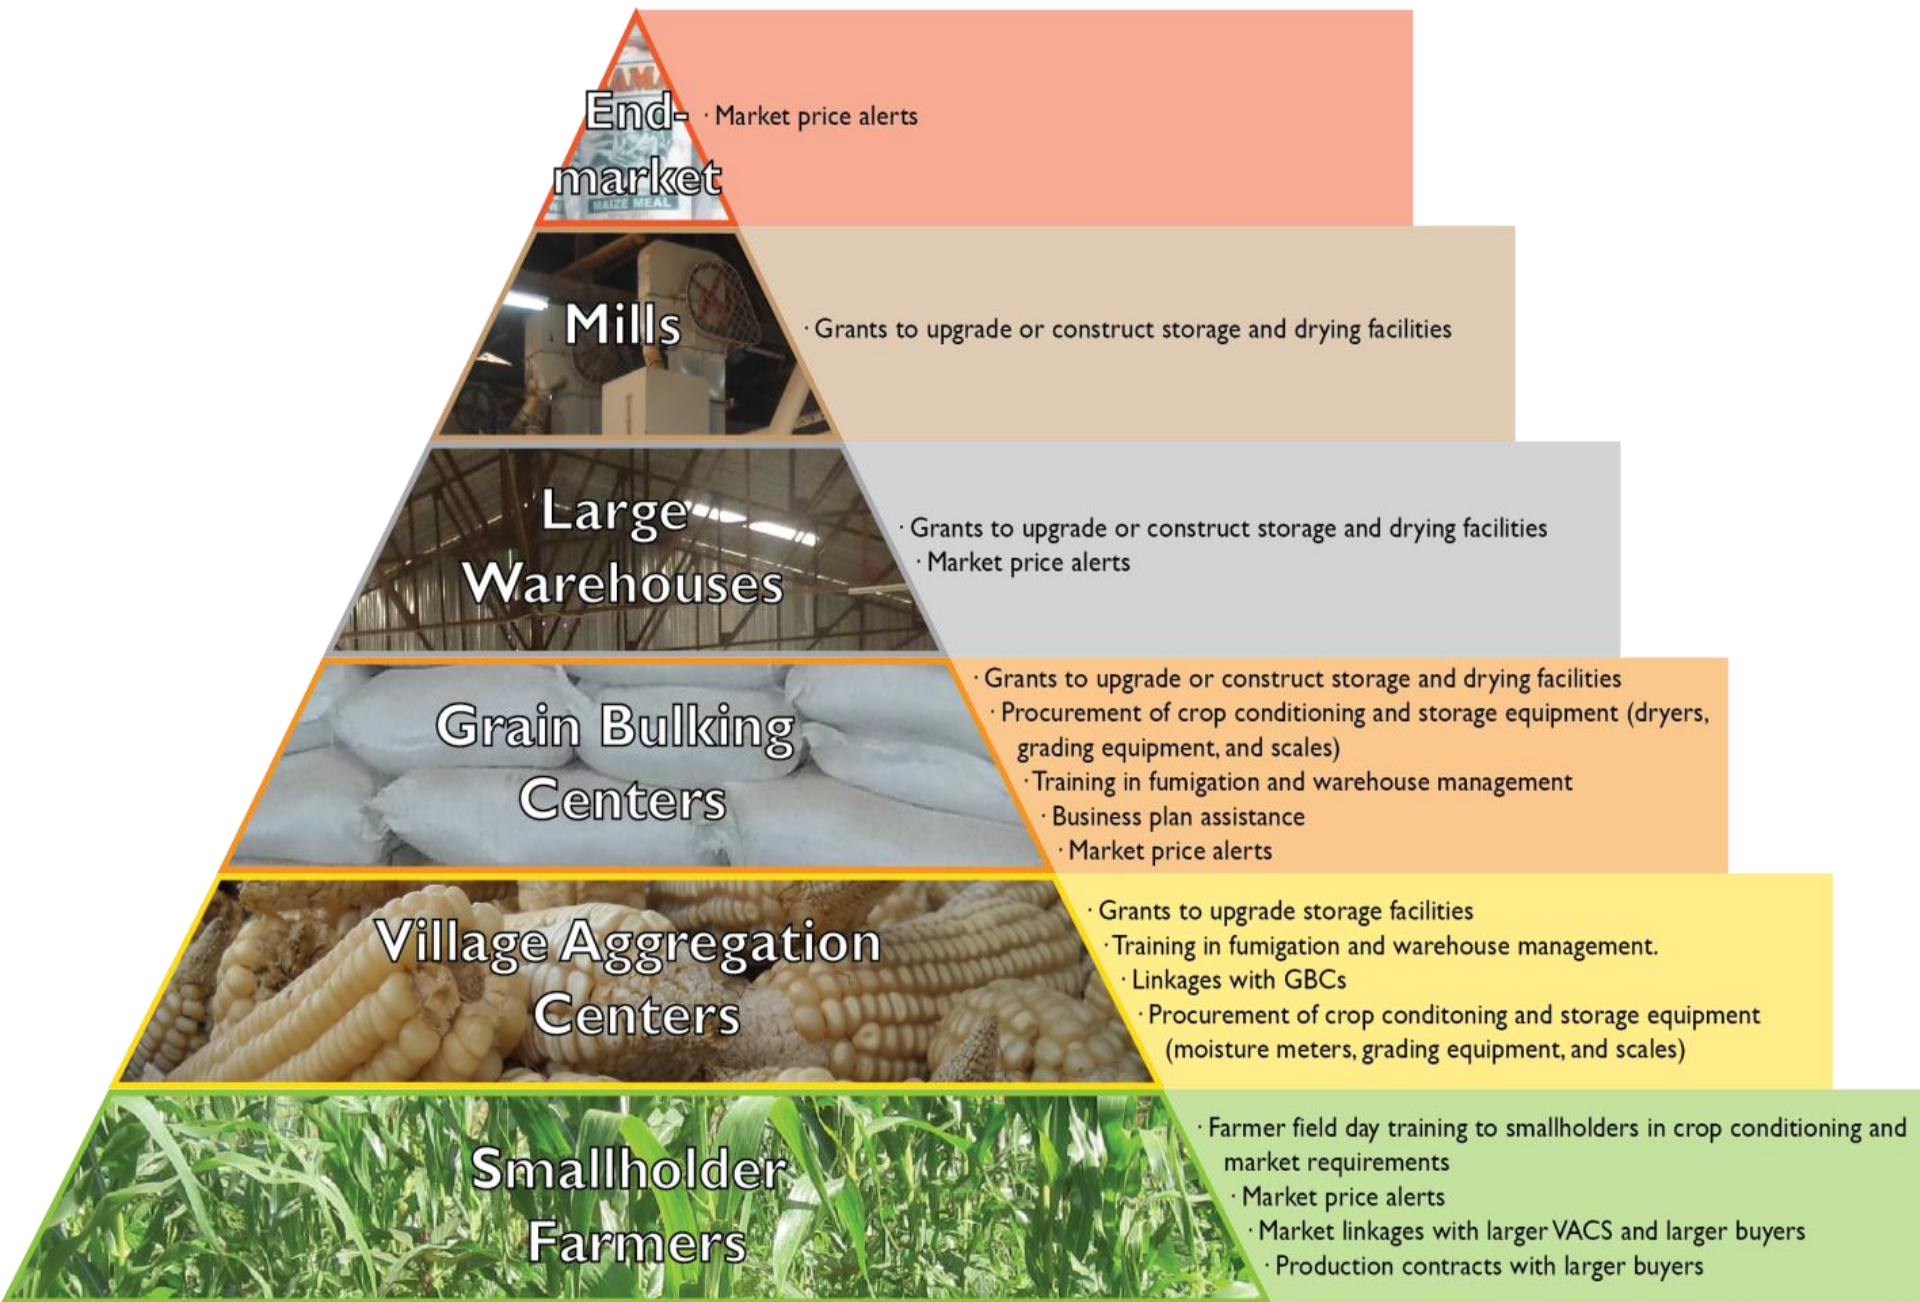 AMA
End-
market
MAIZE MEAL
· Market price alerts
Mills
· Grants to upgrade or construct storage and drying facilities
Large
Warehouses
· Grants to upgrade or construct storage and drying facilities
· Market price alerts
Grain Bulking
Centers
· Grants to upgrade or construct storage and drying facilities
· Procurement of crop conditioning and storage equipment (dryers,
grading equipment, and scales)
· Training in fumigation and warehouse management
· Business plan assistance
· Market price alerts
Village Aggregation
Centers
· Grants to upgrade storage facilities
· Training in fumigation and warehouse management.
· Linkages with GBCs
· Procurement of crop conditoning and storage equipment
(moisture meters, grading equipment, and scales)
Smallholder
Farmers
· Farmer field day training to smallholders in crop conditioning and
market requirements
· Market price alerts
· Market linkages with larger VACS and larger buyers
· Production contracts with larger buyers